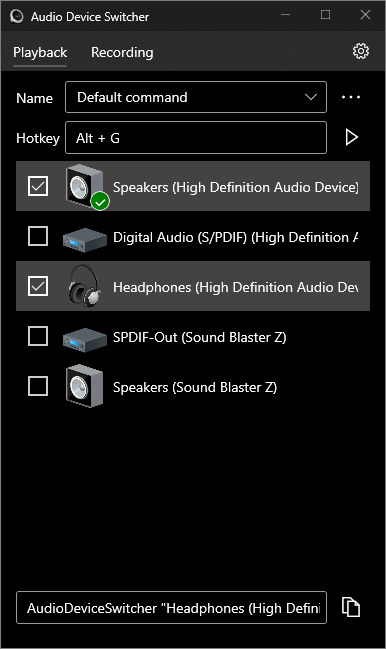 Audio Device Switcher
Playback Recording
Name Default command
Hotkey Alt + G
Speakers (High Definition Audio Device)
Digital Audio (S/PDIF) (High Definition A
Headphones (High Definition Audio Dev
SPDIF-Out (Sound Blaster Z)
Speakers (Sound Blaster Z)
AudioDeviceSwitcher "Headphones (High Defini